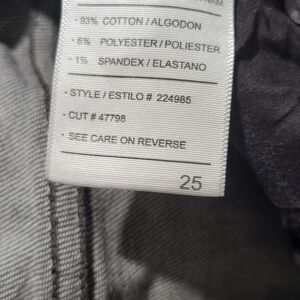 • 93% COTTON / ALGODON
• 6% POLYESTER / POLIESTER
• 1% SPANDEX / ELASTANO
• STYLE / ESTILO # 224985
• CUT # 47798
• SEE CARE ON REVERSE
25